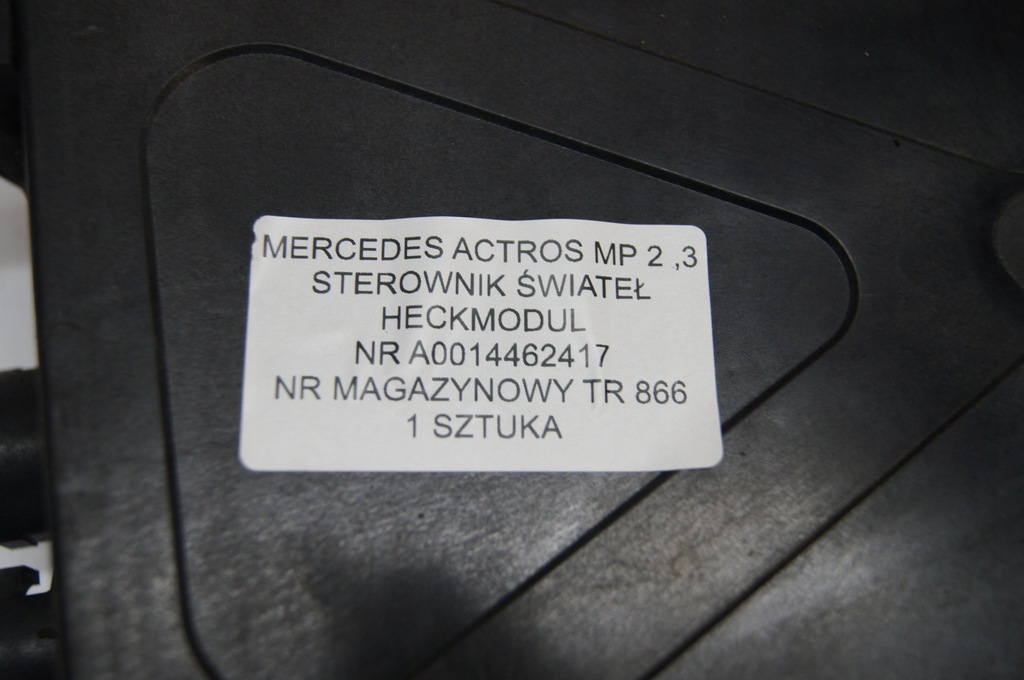 MERCEDES ACTROS MP 2 ,3
STEROWNIK ŚWIATEŁ
HECKMODUL
NR A0014462417
NR MAGAZYNOWY TR 866
1 SZTUKA